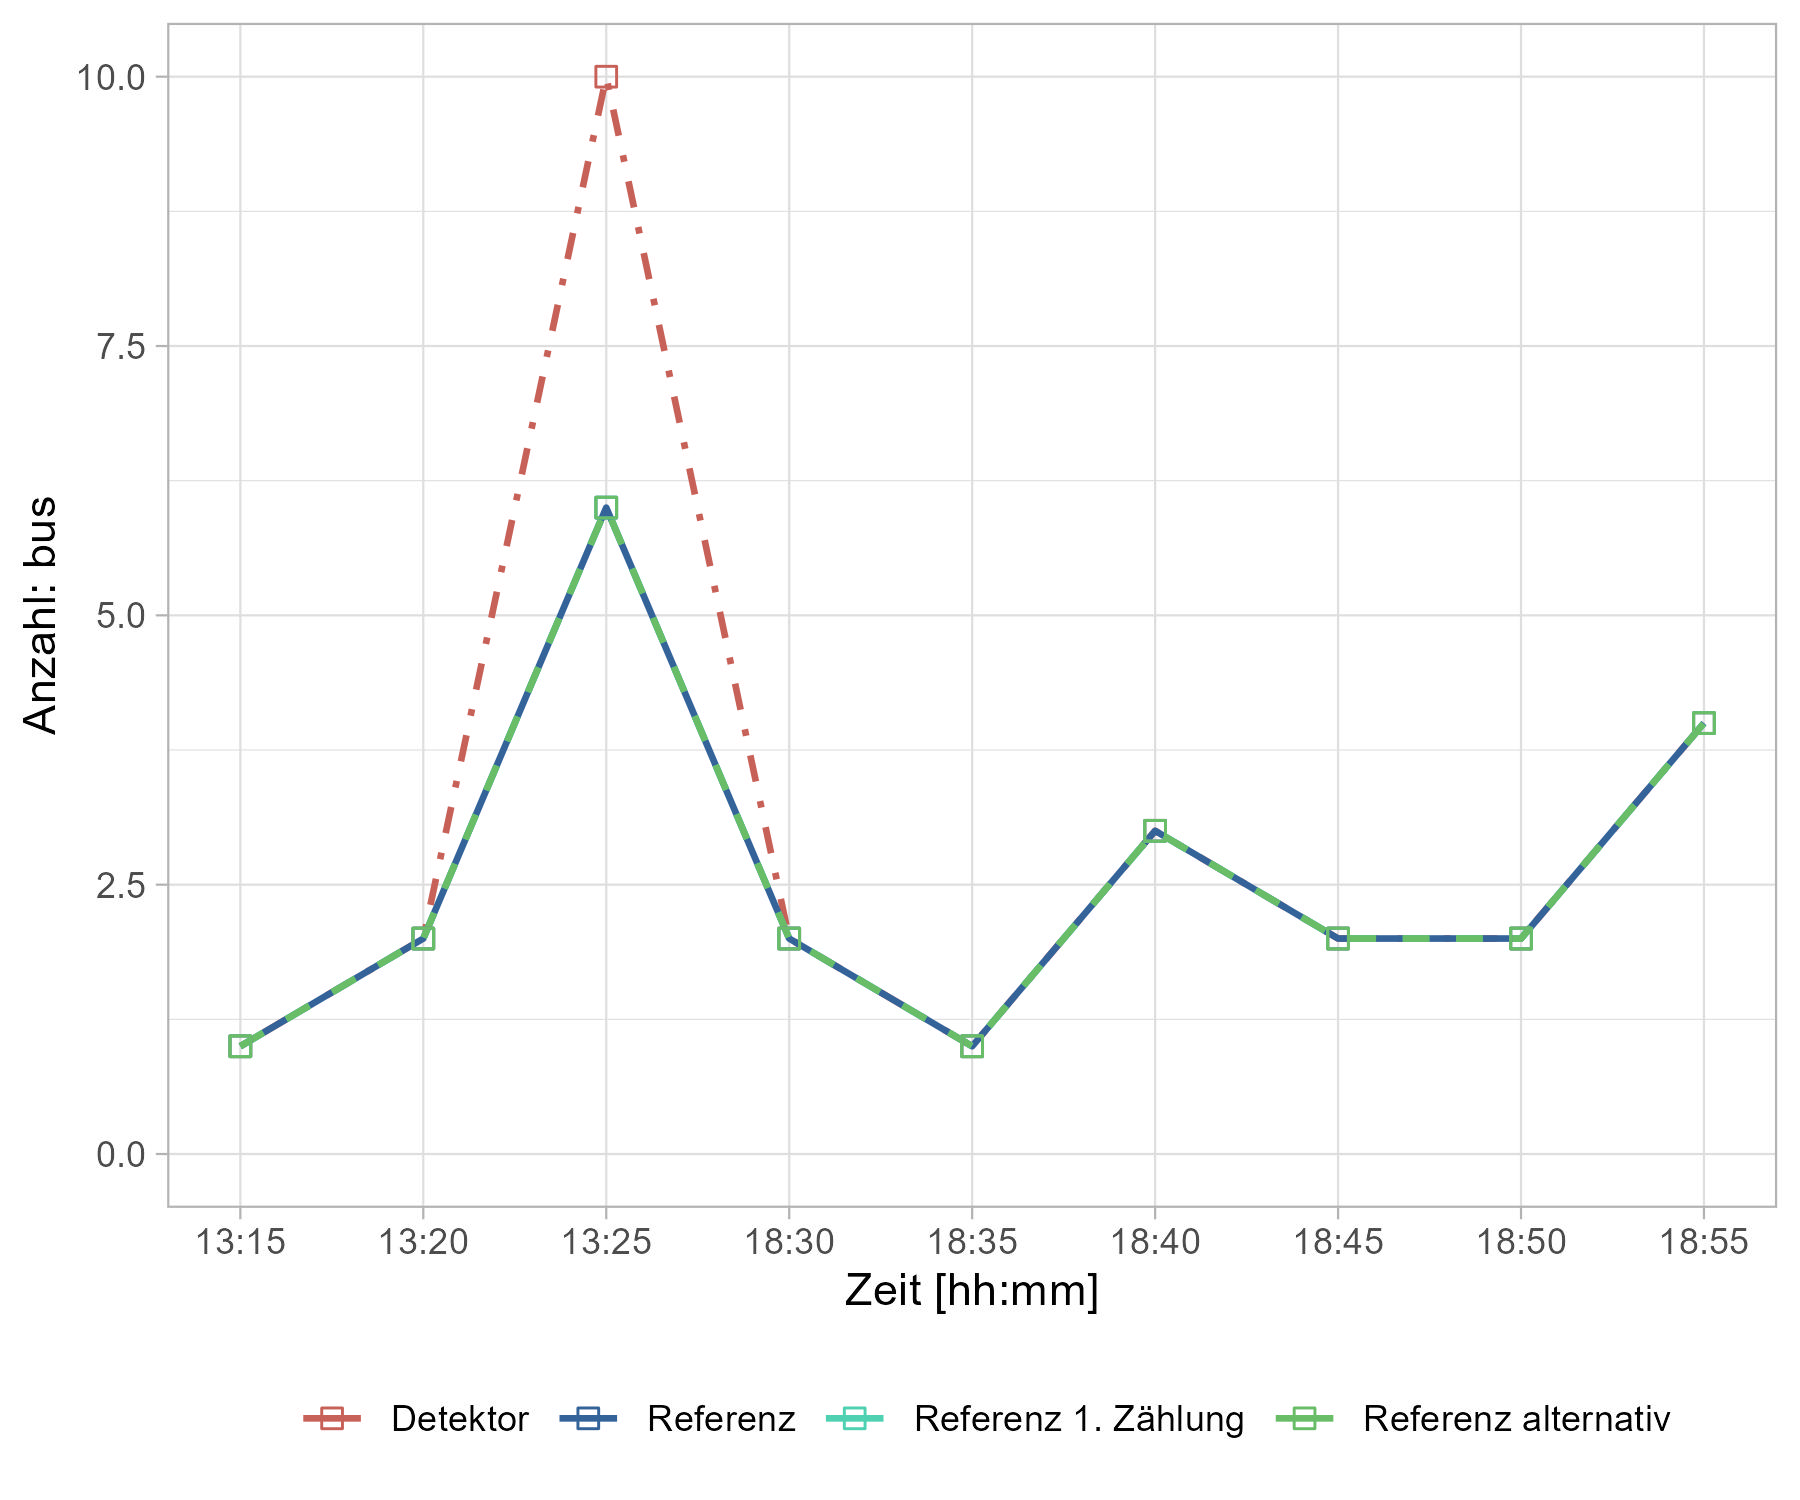 Anzahl: bus
10.0
7.5
5.0
2.5
0.0
13:15 13:20 13:25 18:30 18:35 18:40 18:45 18:50 18:55
Zeit [hh:mm]
Detektor Referenz Referenz 1. Zählung Referenz alternativ